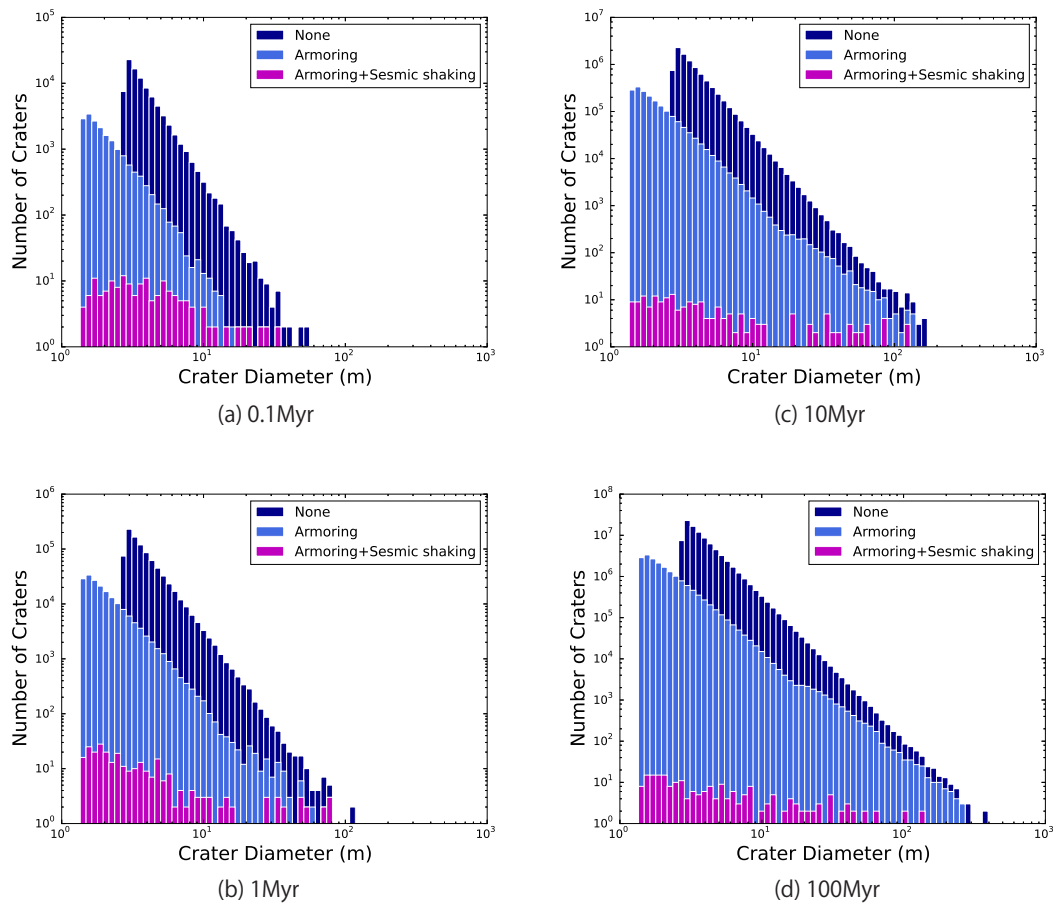 Number of Craters
10^5
10^4
10^3
10^2
10^1
10^0
None
Armoring
Armoring+Sesmic shaking
10^0 10^1 10^2 10^3
Crater Diameter (m)
(a) 0.1Myr
Number of Craters
10^7
10^6
10^5
10^4
10^3
10^2
10^1
10^0
None
Armoring
Armoring+Sesmic shaking
10^0 10^1 10^2 10^3
Crater Diameter (m)
(c) 10Myr
Number of Craters
10^6
10^5
10^4
10^3
10^2
10^1
10^0
None
Armoring
Armoring+Sesmic shaking
10^0 10^1 10^2 10^3
Crater Diameter (m)
(b) 1Myr
Number of Craters
10^8
10^7
10^6
10^5
10^4
10^3
10^2
10^1
10^0
None
Armoring
Armoring+Sesmic shaking
10^0 10^1 10^2 10^3
Crater Diameter (m)
(d) 100Myr